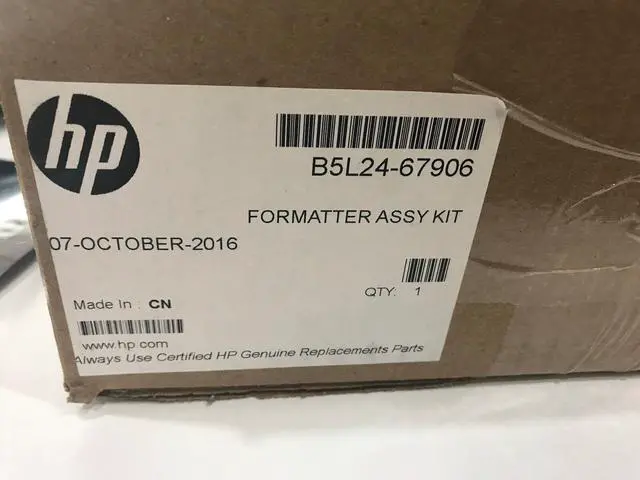 hp
B5L24-67906
FORMATTER ASSY KIT
07-OCTOBER-2016
QTY: 1
Made In : CN
www.hp.com
Always Use Certified HP Genuine Replacements Parts